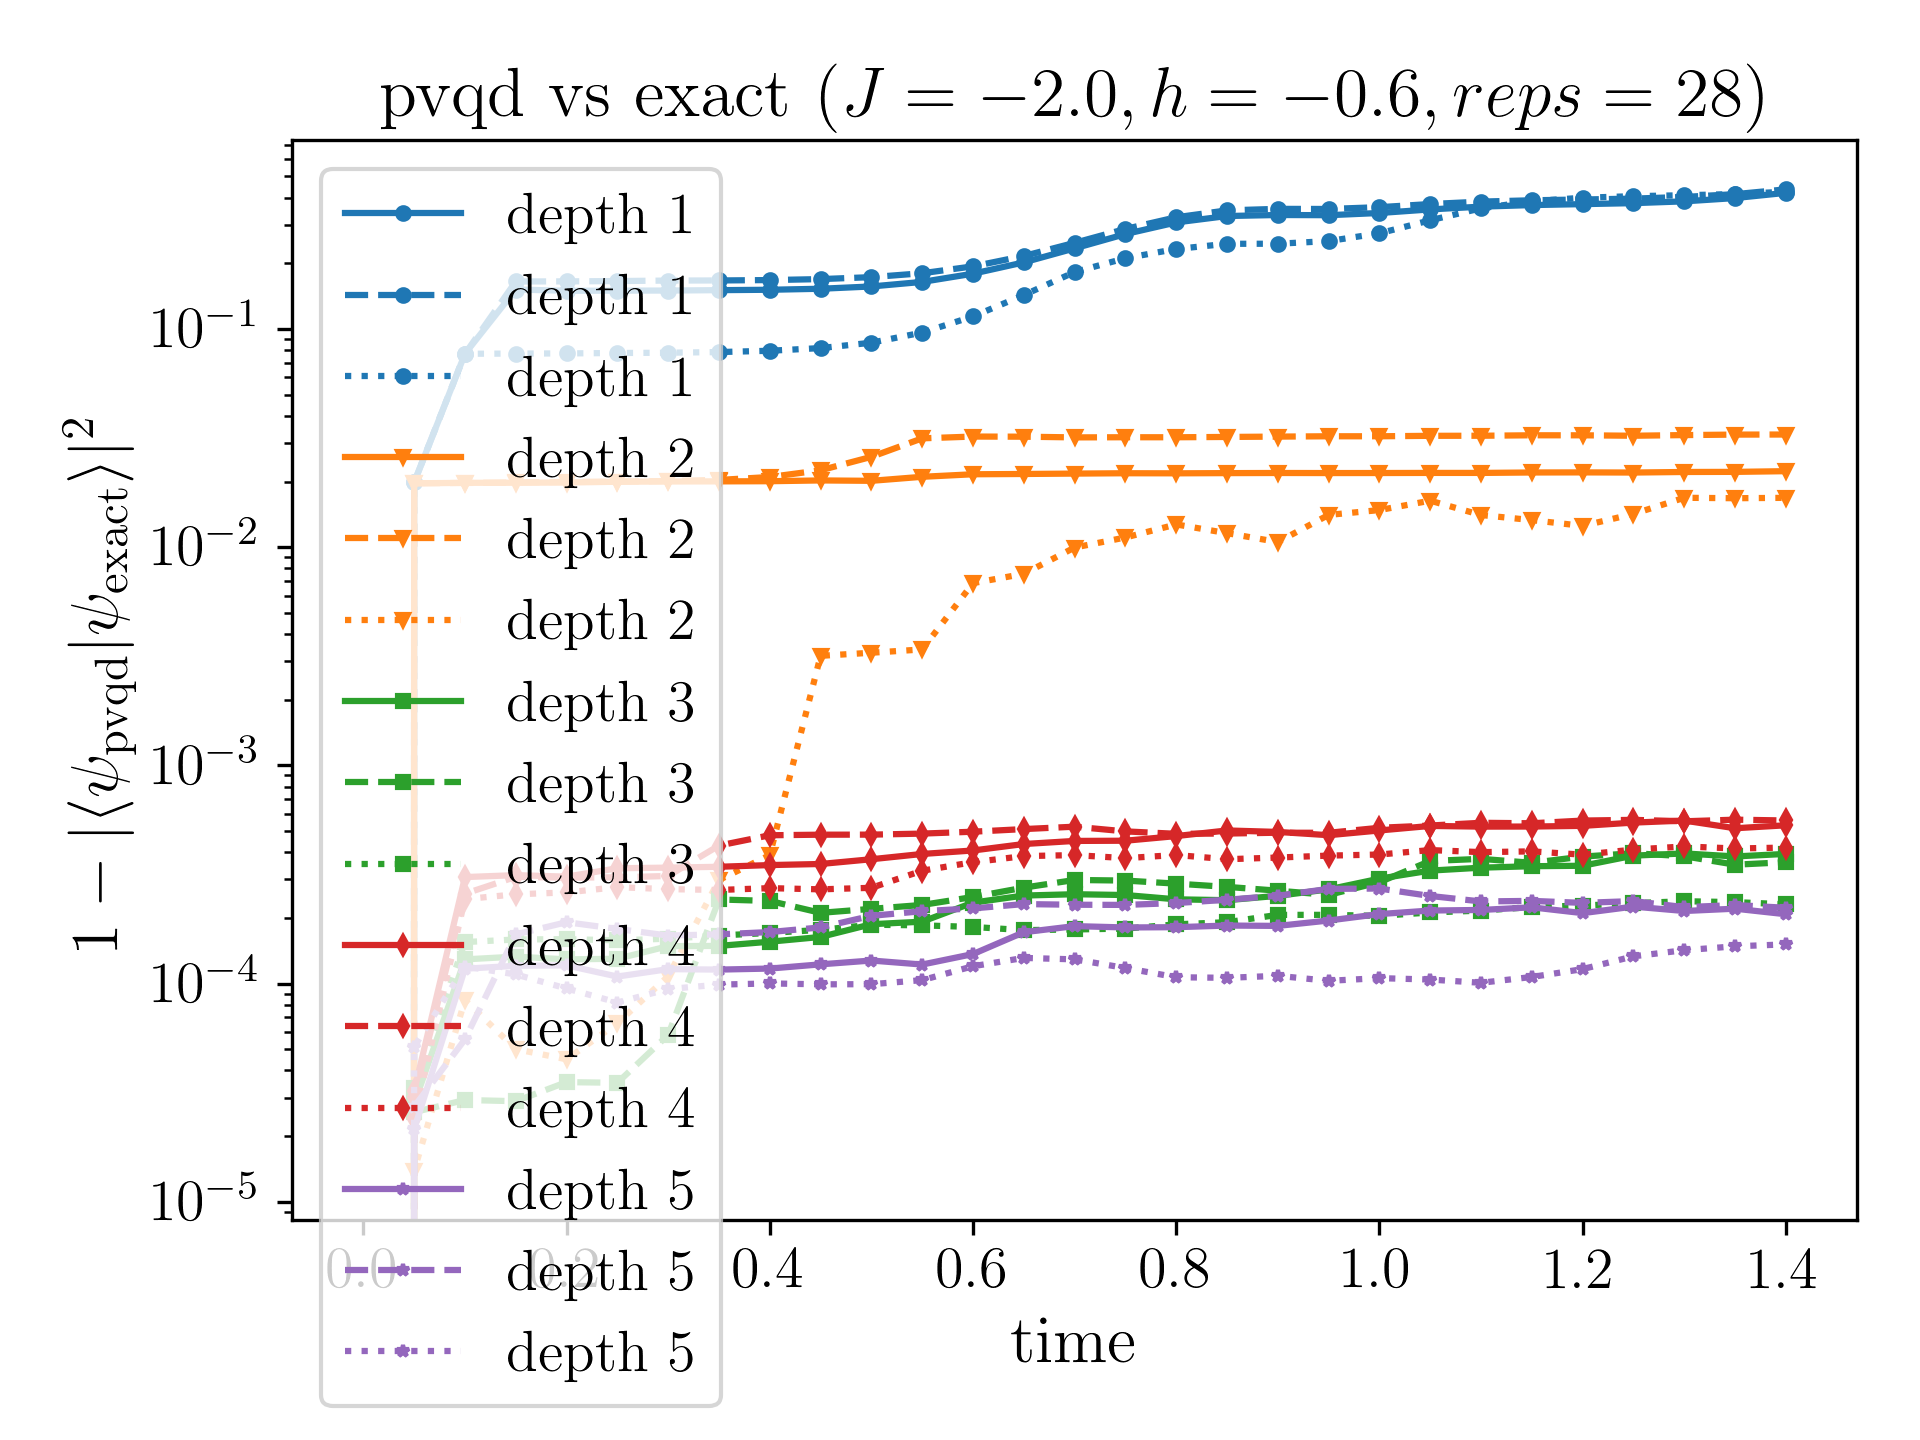 pvqd vs exact (J = −2.0, h = −0.6, reps = 28)
1 − |⟨ψpvqd|ψexact⟩|²
10⁻¹
10⁻²
10⁻³
10⁻⁴
10⁻⁵
depth 1
depth 1
depth 1
depth 2
depth 2
depth 2
depth 3
depth 3
depth 3
depth 4
depth 4
depth 4
depth 5
depth 5
depth 5
0.0 0.2 0.4 0.6 0.8 1.0 1.2 1.4
time